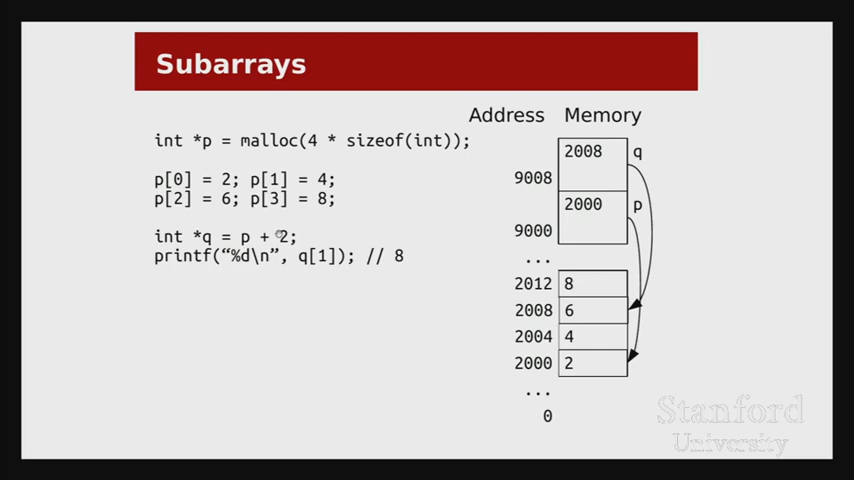 Subarrays
Address Memory
int *p = malloc(4 * sizeof(int));
p[0] = 2; p[1] = 4;
p[2] = 6; p[3] = 8;
int *q = p + 2;
printf(“%d\n”, q[1]); // 8
2008 q
9008
2000 p
9000
...
2012 8
2008 6
2004 4
2000 2
...
0
Stanford
University